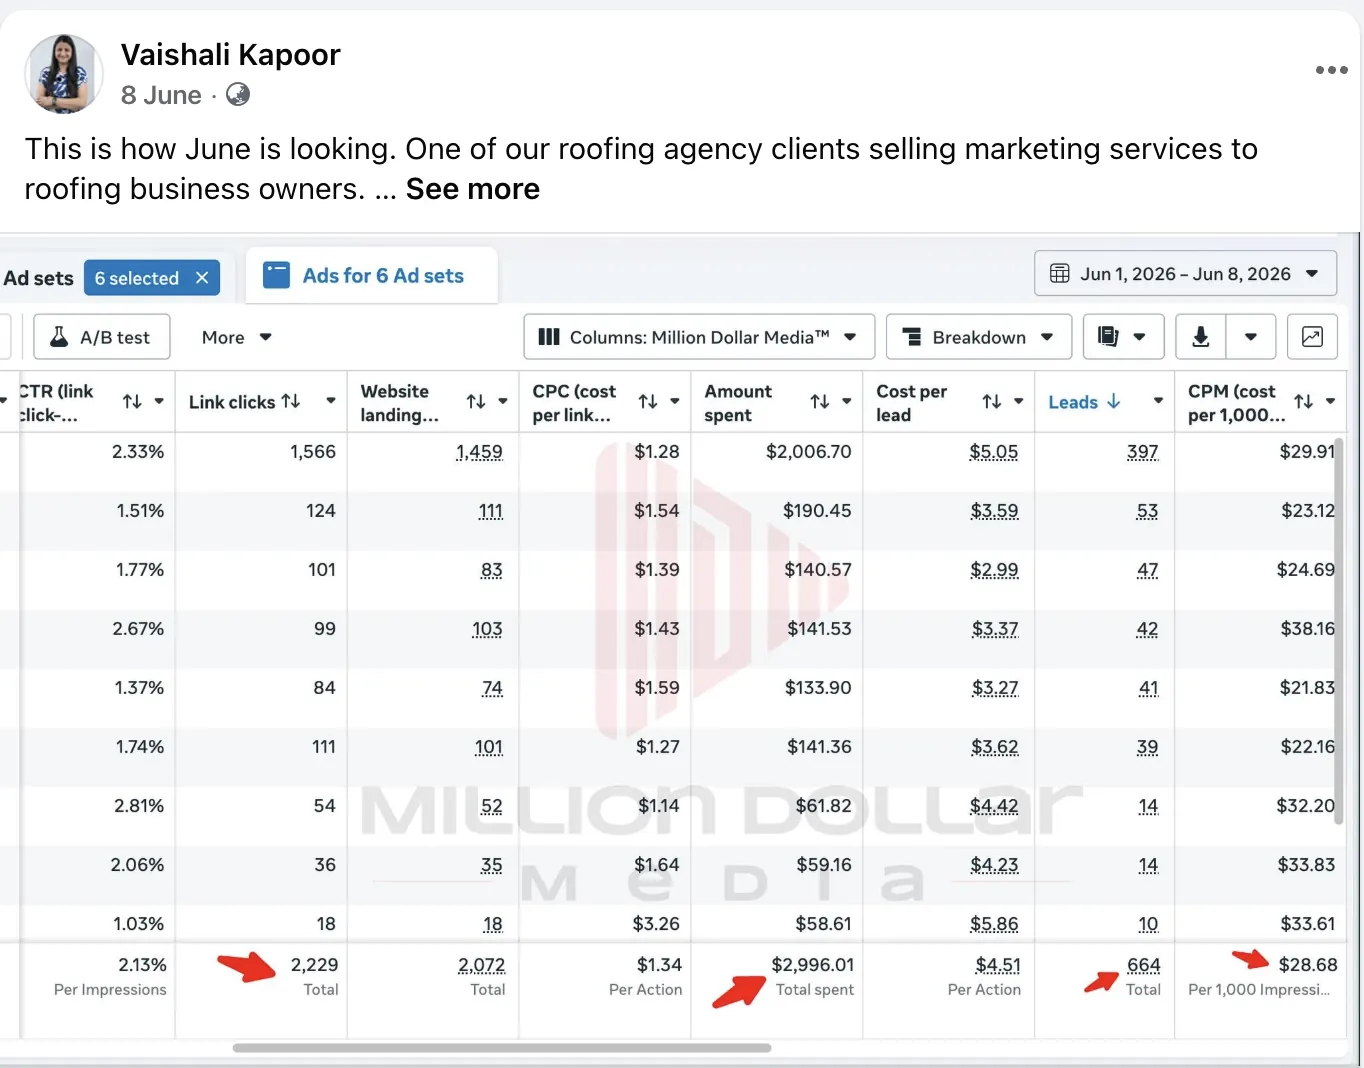 Vaishali Kapoor
8 June ·
This is how June is looking. One of our roofing agency clients selling marketing services to
roofing business owners. ... See more
Ad sets 6 selected × Ads for 6 Ad sets Jun 1, 2026 – Jun 8, 2026
A/B test More Columns: Million Dollar Media™ Breakdown
CTR (link click-... Link clicks Website landing... CPC (cost per link... Amount spent Cost per lead Leads CPM (cost per 1,000...
2.33% 1,566 1,459 $1.28 $2,006.70 $5.05 397 $29.91
1.51% 124 111 $1.54 $190.45 $3.59 53 $23.12
1.77% 101 83 $1.39 $140.57 $2.99 47 $24.69
2.67% 99 103 $1.43 $141.53 $3.37 42 $38.16
1.37% 84 74 $1.59 $133.90 $3.27 41 $21.83
1.74% 111 101 $1.27 $141.36 $3.62 39 $22.16
2.81% 54 52 $1.14 $61.82 $4.42 14 $32.20
2.06% 36 35 $1.64 $59.16 $4.23 14 $33.83
1.03% 18 18 $3.26 $58.61 $5.86 10 $33.61
2.13% 2,229 2,072 $1.34 $2,996.01 $4.51 664 $28.68
Per Impressions Total Total Per Action Total spent Per Action Total Per 1,000 Impressi...
MILLION DOLLAR
MEDIA